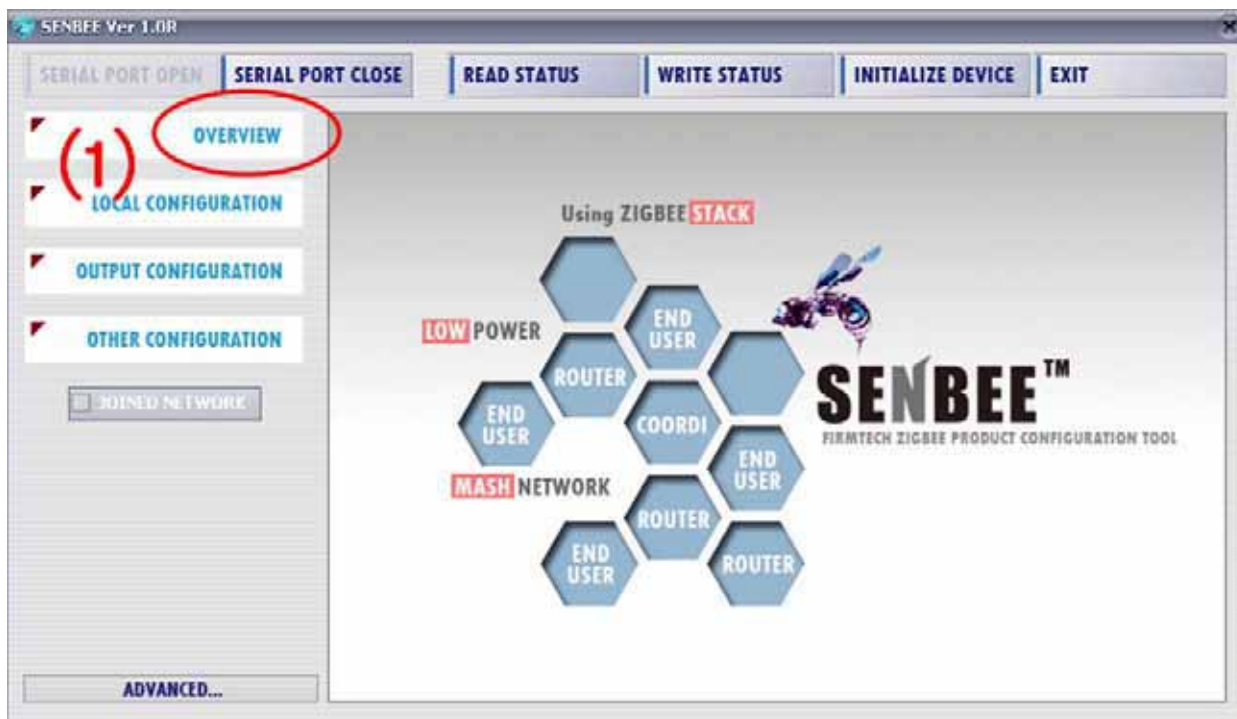 SENBEE Ver 1.0R
SERIAL PORT OPEN SERIAL PORT CLOSE READ STATUS WRITE STATUS INITIALIZE DEVICE EXIT
(1)
OVERVIEW
LOCAL CONFIGURATION
OUTPUT CONFIGURATION
OTHER CONFIGURATION
JOINED NETWORK
ADVANCED...
Using ZIGBEE STACK
LOW POWER
MASH NETWORK
END
USER
ROUTER
END
USER
COORDI
END
USER
ROUTER
END
USER
ROUTER
SENBEE™
FIRMTECH ZIGBEE PRODUCT CONFIGURATION TOOL